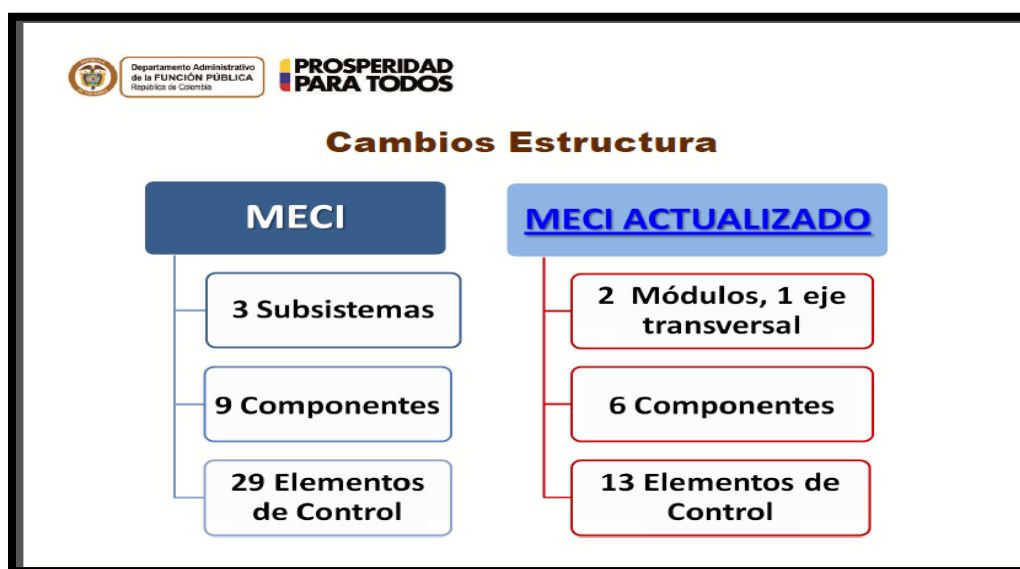 Departamento Administrativo
de la FUNCIÓN PÚBLICA
República de Colombia
PROSPERIDAD
PARA TODOS
Cambios Estructura
MECI
3 Subsistemas
9 Componentes
29 Elementos
de Control
MECI ACTUALIZADO
2 Módulos, 1 eje
transversal
6 Componentes
13 Elementos de
Control